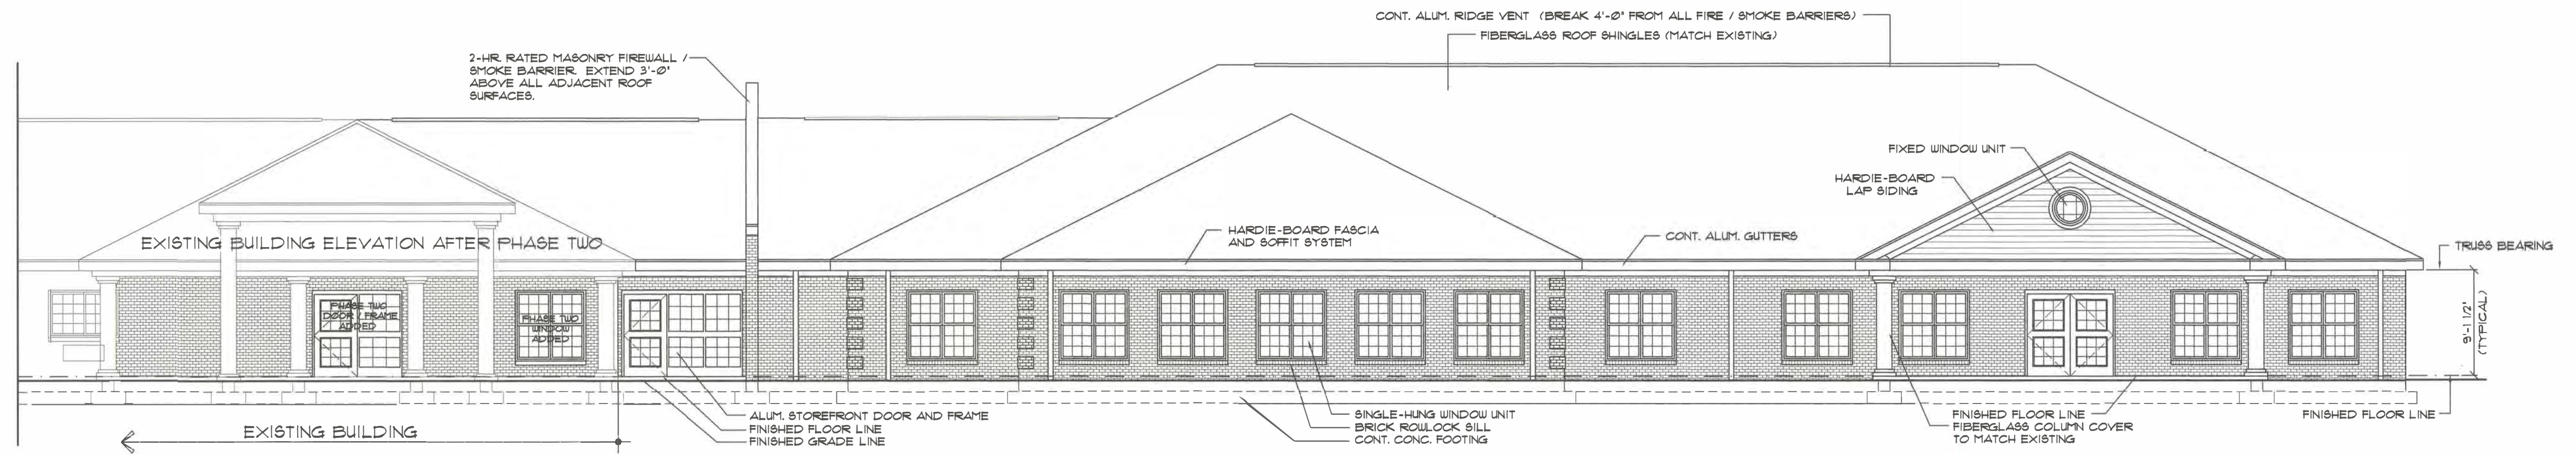 CONT. ALUM. RIDGE VENT (BREAK 4'-0" FROM ALL FIRE / SMOKE BARRIERS)
FIBERGLASS ROOF SHINGLES (MATCH EXISTING)
2-HR. RATED MASONRY FIREWALL /
SMOKE BARRIER. EXTEND 3'-0"
ABOVE ALL ADJACENT ROOF
SURFACES.
FIXED WINDOW UNIT
HARDIE-BOARD
LAP SIDING
HARDIE-BOARD FASCIA
AND SOFFIT SYSTEM
CONT. ALUM. GUTTERS
EXISTING BUILDING ELEVATION AFTER PHASE TWO
TRUSS BEARING
PHASE TWO
DOOR / FRAME
ADDED
PHASE TWO
WINDOW
ADDED
9'-1 1/2"
(TYPICAL)
ALUM. STOREFRONT DOOR AND FRAME
FINISHED FLOOR LINE
FINISHED GRADE LINE
SINGLE-HUNG WINDOW UNIT
BRICK ROWLOCK SILL
CONT. CONC. FOOTING
FINISHED FLOOR LINE
FIBERGLASS COLUMN COVER
TO MATCH EXISTING
FINISHED FLOOR LINE
EXISTING BUILDING